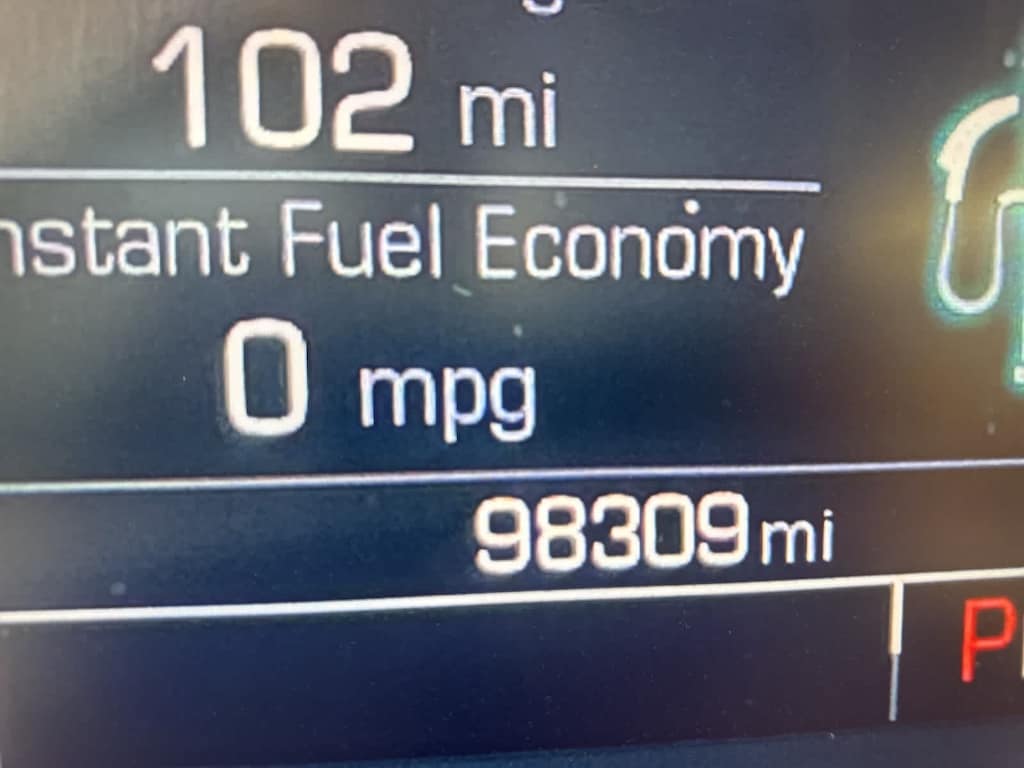 102 mi
nstant Fuel Economy
0 mpg
98309 mi
P